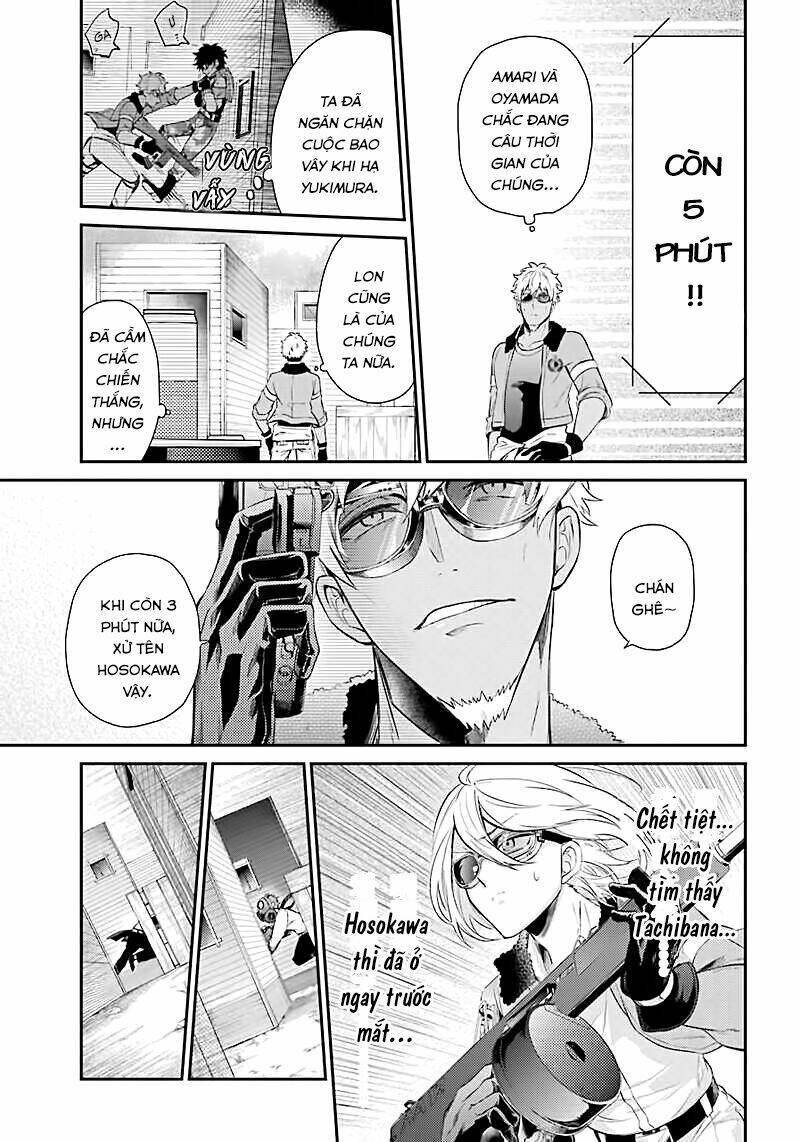 CÒN
5
PHÚT
!!
AMARI VÀ
OYAMADA
CHẮC ĐANG
CÂU THỜI
GIAN CỦA
CHÚNG...
TA ĐÃ
NGĂN CHẶN
CUỘC BAO
VÂY KHI HẠ
YUKIMURA.
U
...
GA
...
VÙNG
VẪY
LON
CŨNG
LÀ CỦA
CHÚNG
TA NỮA.
ĐÃ CẦM
CHẮC
CHIẾN
THẮNG,
NHƯNG
...
CHÁN
GHÊ~
KHI CÒN 3
PHÚT NỮA,
XỬ TÊN
HOSOKAWA
VẬY.
Chết tiệt...
không
tìm thấy
Tachibana...
Hosokawa
thì đã ở
ngay trước
mắt...